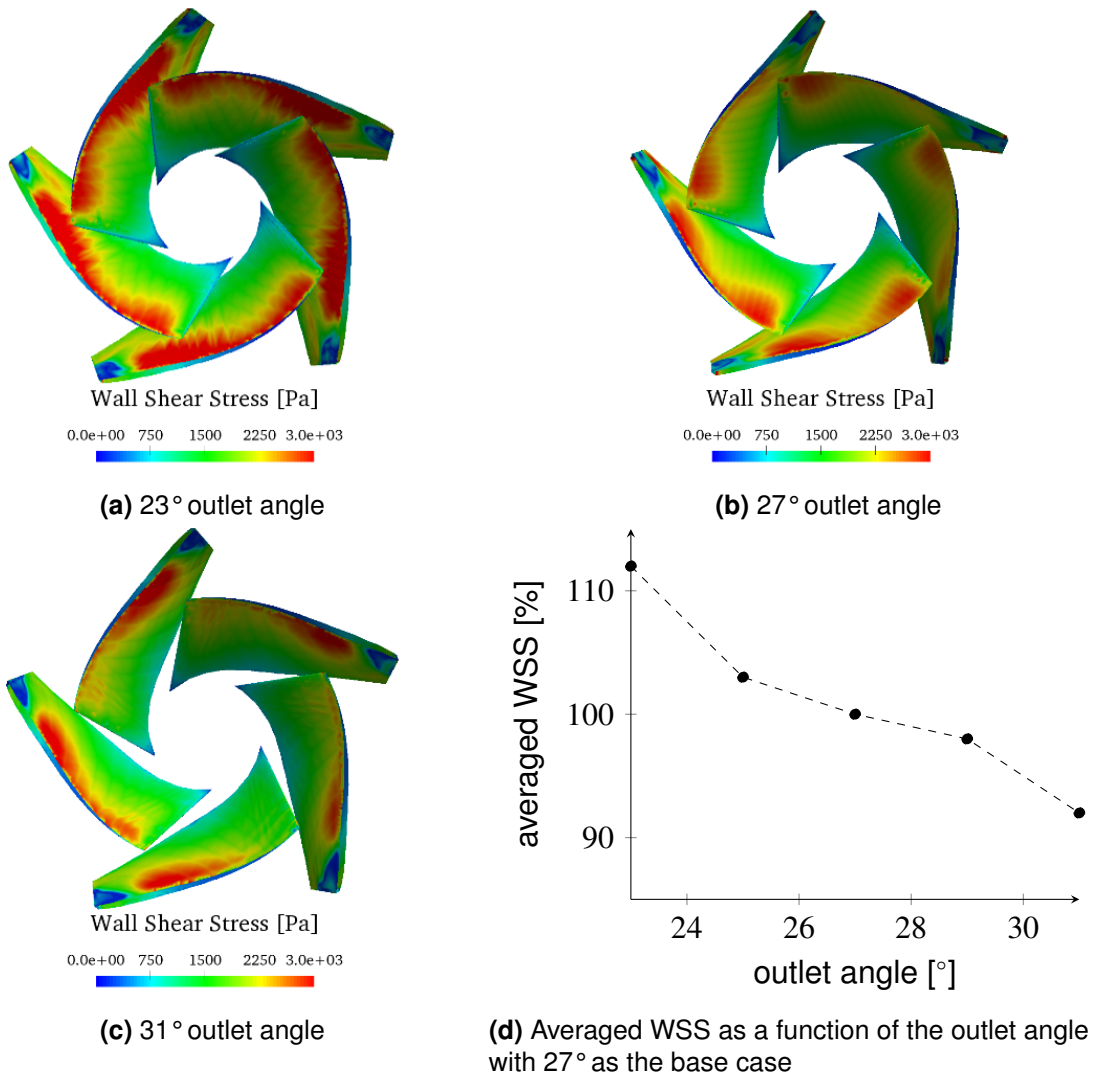 Wall Shear Stress [Pa]
0.0e+00 750 1500 2250 3.0e+03
(a) 23° outlet angle
Wall Shear Stress [Pa]
0.0e+00 750 1500 2250 3.0e+03
(b) 27° outlet angle
Wall Shear Stress [Pa]
0.0e+00 750 1500 2250 3.0e+03
(c) 31° outlet angle
averaged WSS [%]
110
100
90
24 26 28 30
outlet angle [°]
(d) Averaged WSS as a function of the outlet angle
with 27° as the base case